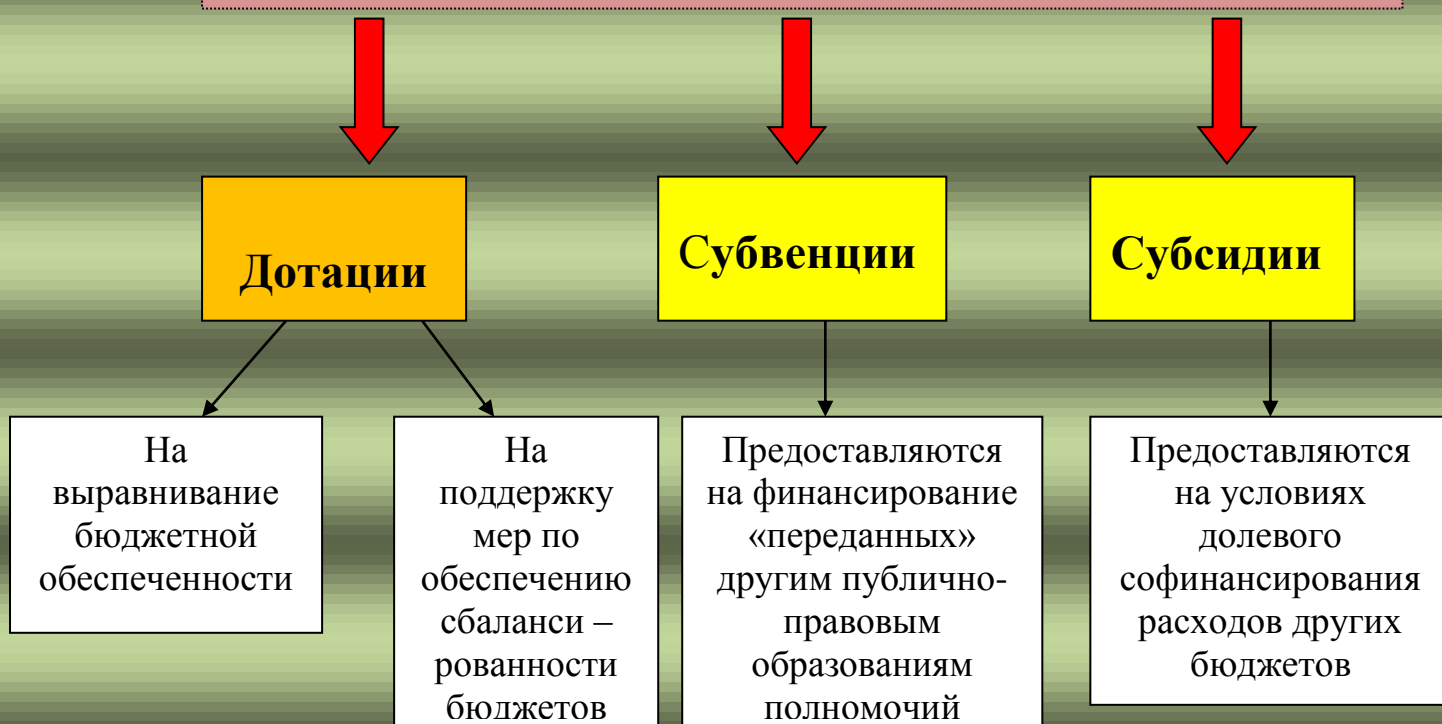 Дотации
Субвенции
Субсидии
На
выравнивание
бюджетной
обеспеченности
На
поддержку
мер по
обеспечению
сбаланси –
рованности
бюджетов
Предоставляются
на финансирование
«переданных»
другим публично-
правовым
образованиям
полномочий
Предоставляются
на условиях
долевого
софинансирования
расходов других
бюджетов